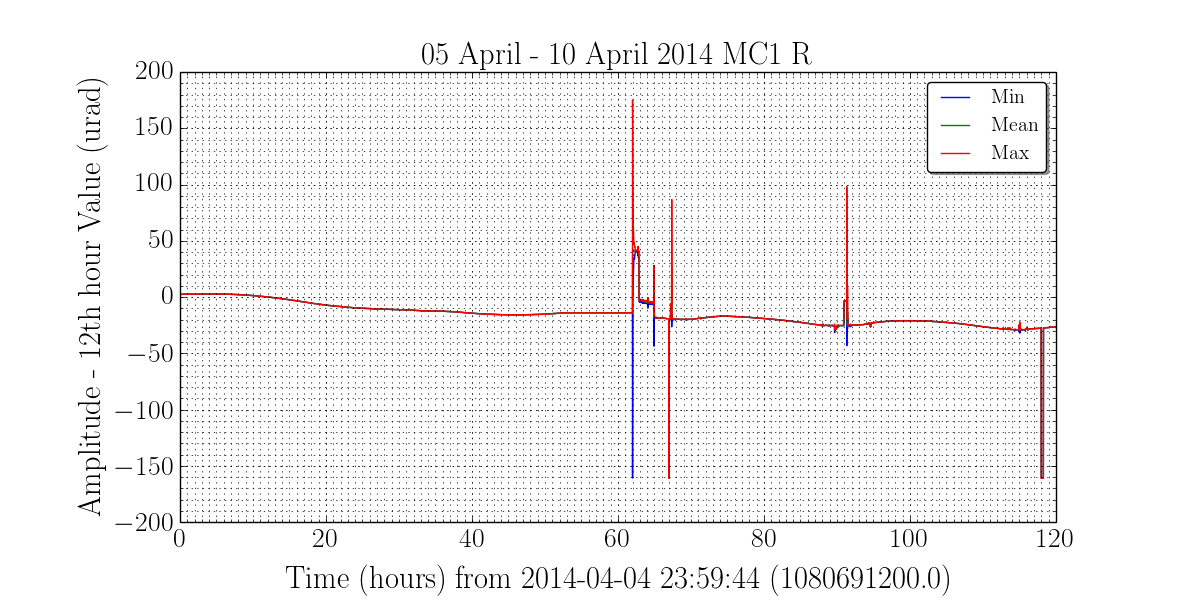 05 April - 10 April 2014 MC1 R
Amplitude - 12th hour Value (urad)
200
150
100
50
0
−50
−100
−150
−200
Min
Mean
Max
0 20 40 60 80 100 120
Time (hours) from 2014-04-04 23:59:44 (1080691200.0)